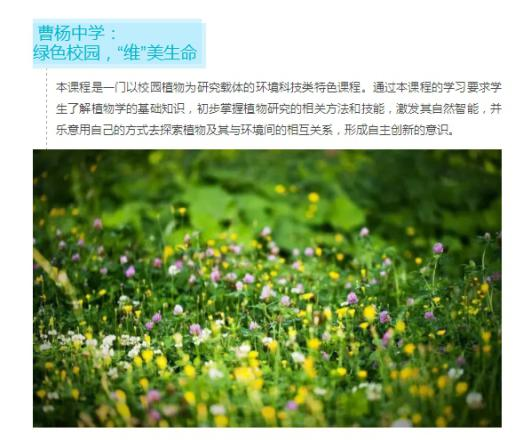 曹杨中学：
绿色校园，“维”美生命
本课程是一门以校园植物为研究载体的环境科技类特色课程。通过本课程的学习要求学
生了解植物学的基础知识，初步掌握植物研究的相关方法和技能，激发其自然智能，并
乐意用自己的方式去探索植物及其与环境间的相互关系，形成自主创新的意识。